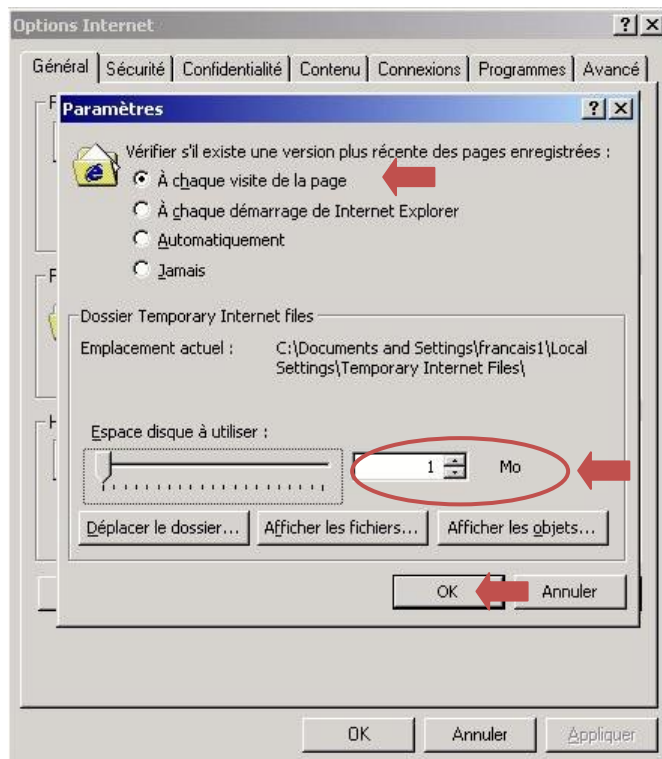 Options Internet
Général Sécurité Confidentialité Contenu Connexions Programmes Avancé
F
Paramètres
Vérifier s'il existe une version plus récente des pages enregistrées :
À chaque visite de la page
À chaque démarrage de Internet Explorer
Automatiquement
Jamais
F
Dossier Temporary Internet files
Emplacement actuel : C:\Documents and Settings\francais1\Local
Settings\Temporary Internet Files\
H
Espace disque à utiliser :
1 Mo
Déplacer le dossier... Afficher les fichiers... Afficher les objets...
OK Annuler
OK Annuler Appliquer